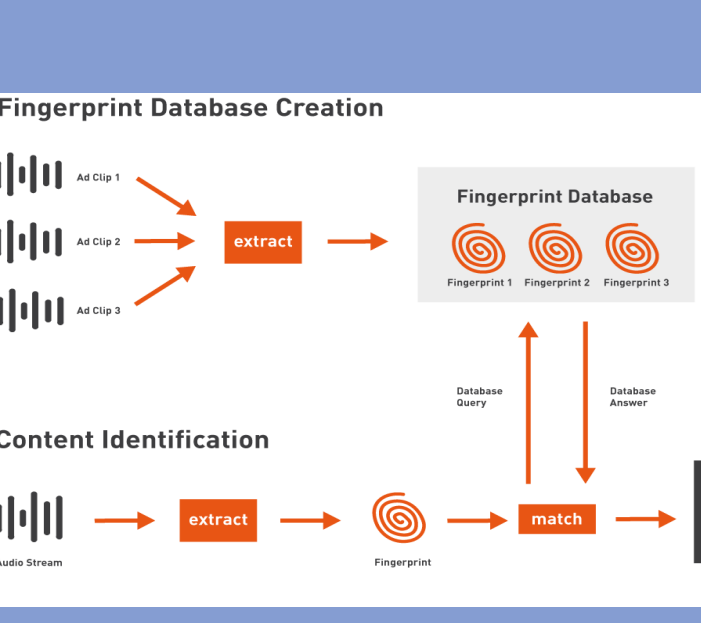 Fingerprint Database Creation
Ad Clip 1
Ad Clip 2
Ad Clip 3
extract
Fingerprint Database
Fingerprint 1
Fingerprint 2
Fingerprint 3
Database
Query
Database
Answer
Content Identification
extract
match
Audio Stream
Fingerprint